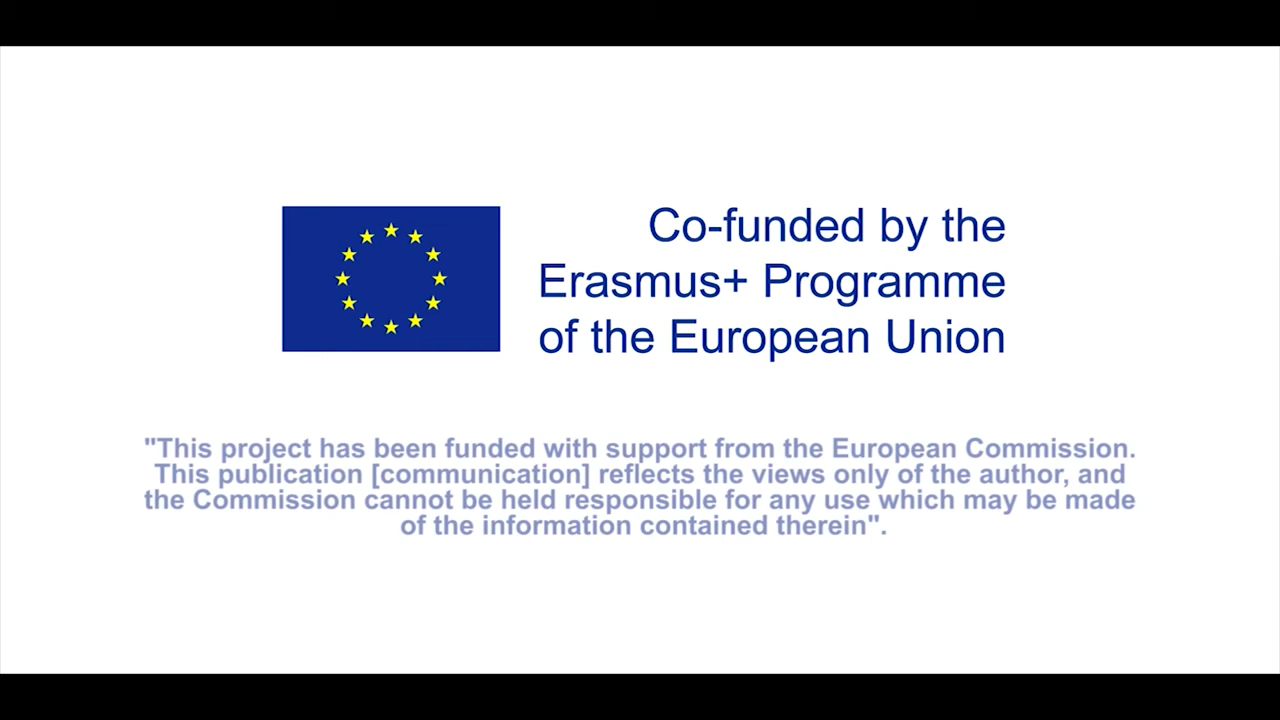 Co-funded by the
Erasmus+ Programme
of the European Union
"This project has been funded with support from the European Commission.
This publication [communication] reflects the views only of the author, and
the Commission cannot be held responsible for any use which may be made
of the information contained therein".